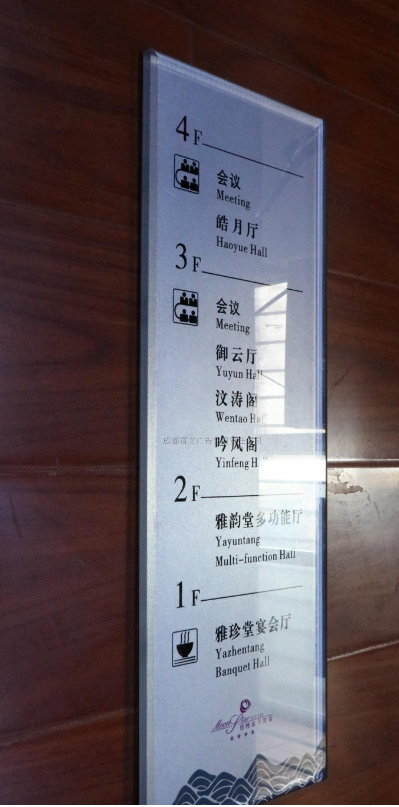 4F
会议
Meeting
皓月厅
Haoyue Hall
3F
会议
Meeting
御云厅
Yuyun Hall
汶涛阁
Wentao Hall
吟风阁
Yinfeng Hall
2F
雅韵堂多功能厅
Yayuntang
Multi-function Hall
1F
雅珍堂宴会厅
Yazhentang
Banquet Hall